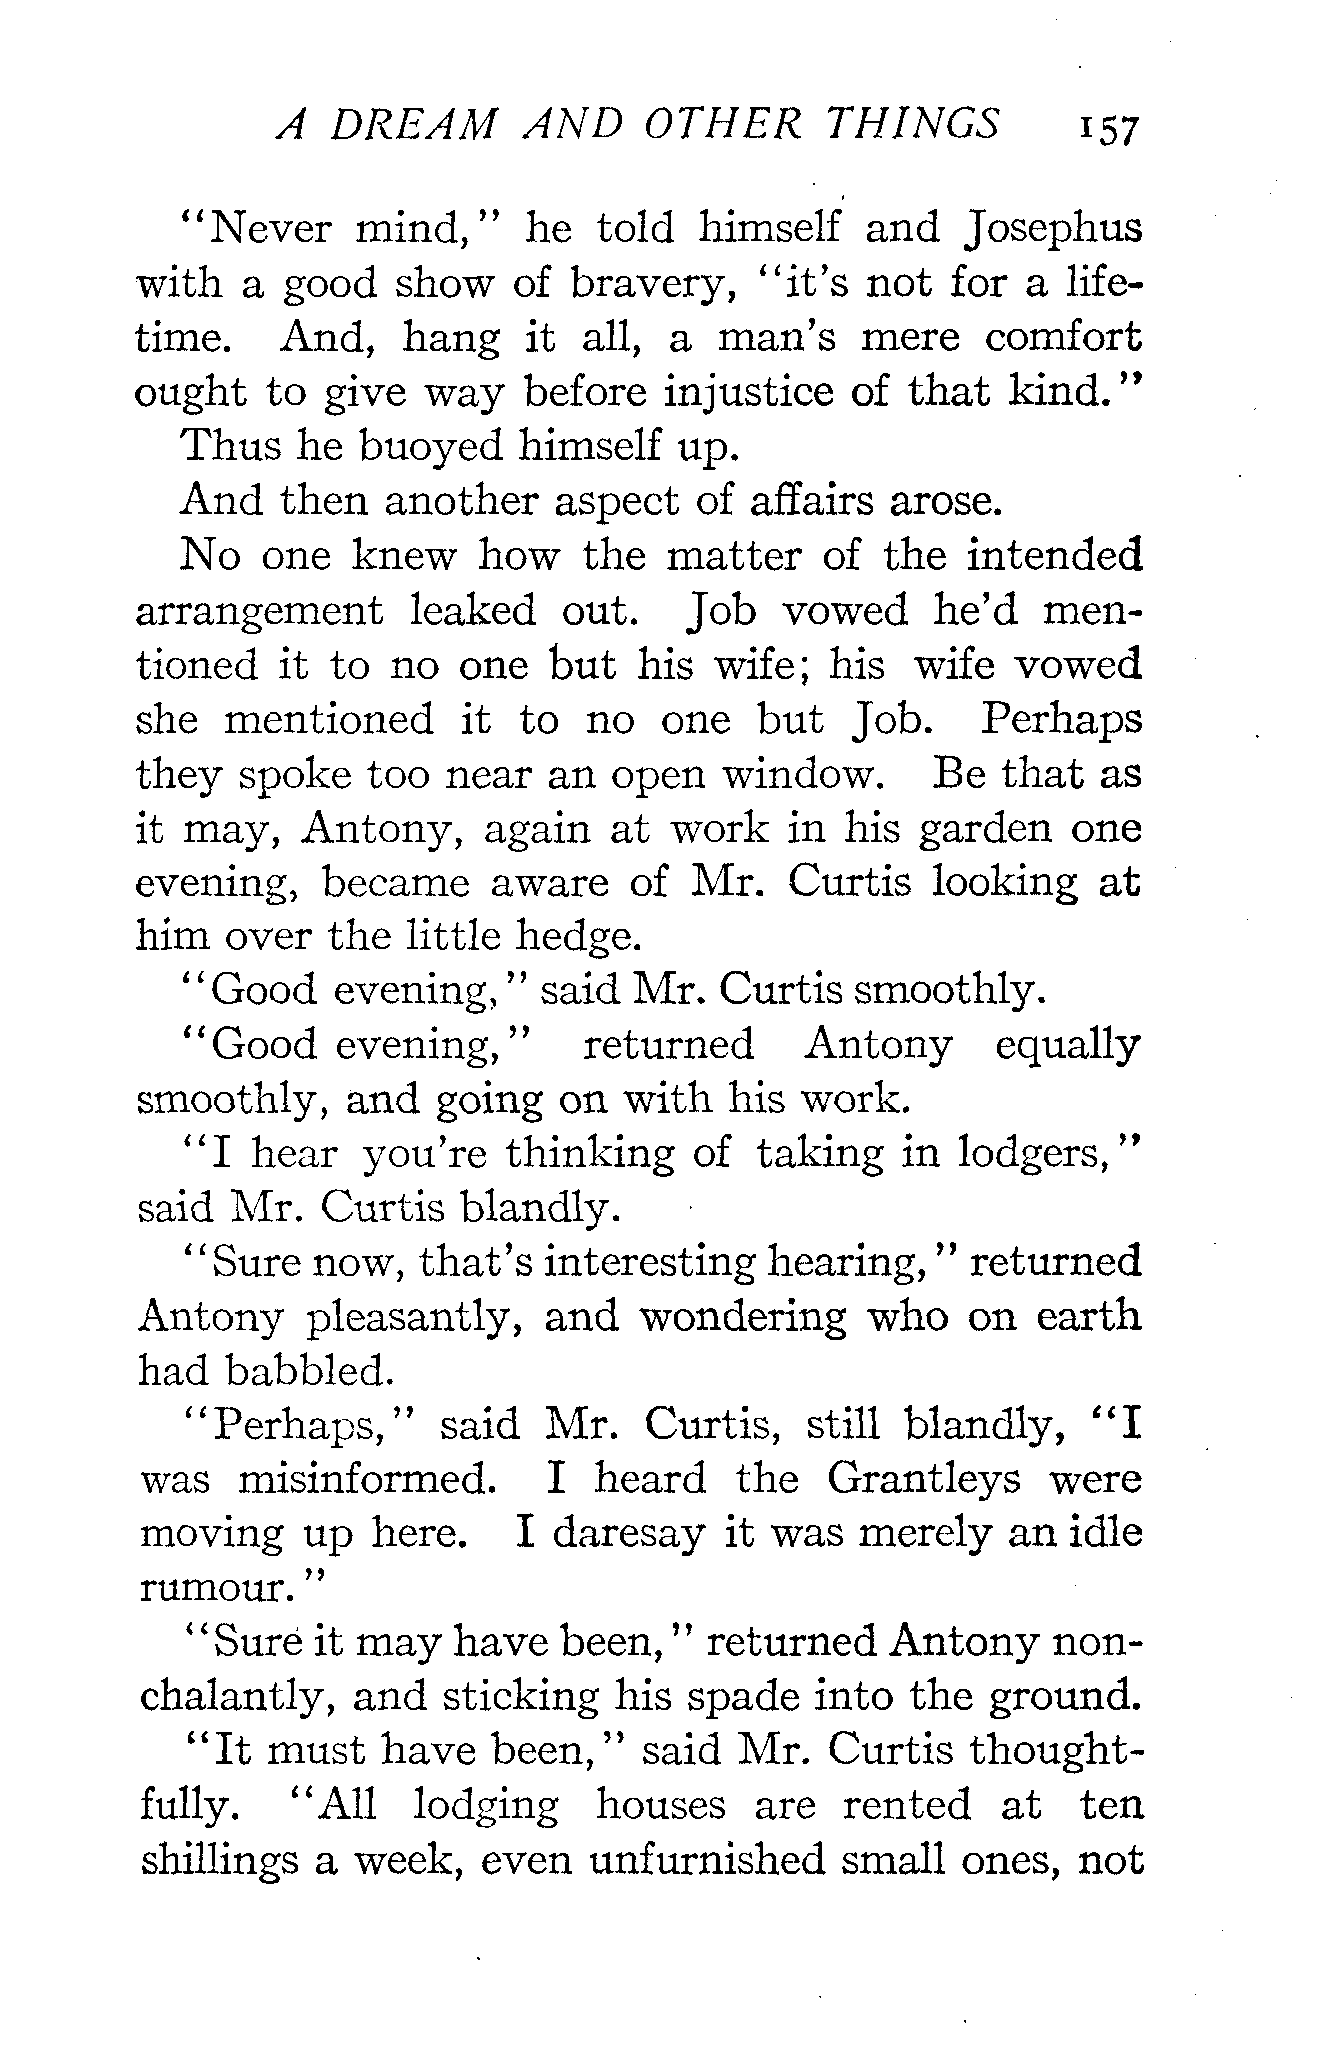 A DREAM AND OTHER THINGS 157
"Never mind," he told himself and Josephus
with a good show of bravery, "it's not for a life-
time. And, hang it all, a man's mere comfort
ought to give way before injustice of that kind."
Thus he buoyed himself up.
And then another aspect of affairs arose.
No one knew how the matter of the intended
arrangement leaked out. Job vowed he'd men-
tioned it to no one but his wife; his wife vowed
she mentioned it to no one but Job. Perhaps
they spoke too near an open window. Be that as
it may, Antony, again at work in his garden one
evening, became aware of Mr. Curtis looking at
him over the little hedge.
"Good evening," said Mr. Curtis smoothly.
"Good evening," returned Antony equally
smoothly, and going on with his work.
"I hear you're thinking of taking in lodgers,"
said Mr. Curtis blandly.
"Sure now, that's interesting hearing," returned
Antony pleasantly, and wondering who on earth
had babbled.
"Perhaps," said Mr. Curtis, still blandly, "I
was misinformed. I heard the Grantleys were
moving up here. I daresay it was merely an idle
rumour."
"Sure it may have been," returned Antony non-
chalantly, and sticking his spade into the ground.
"It must have been," said Mr. Curtis thought-
fully. "All lodging houses are rented at ten
shillings a week, even unfurnished small ones, not